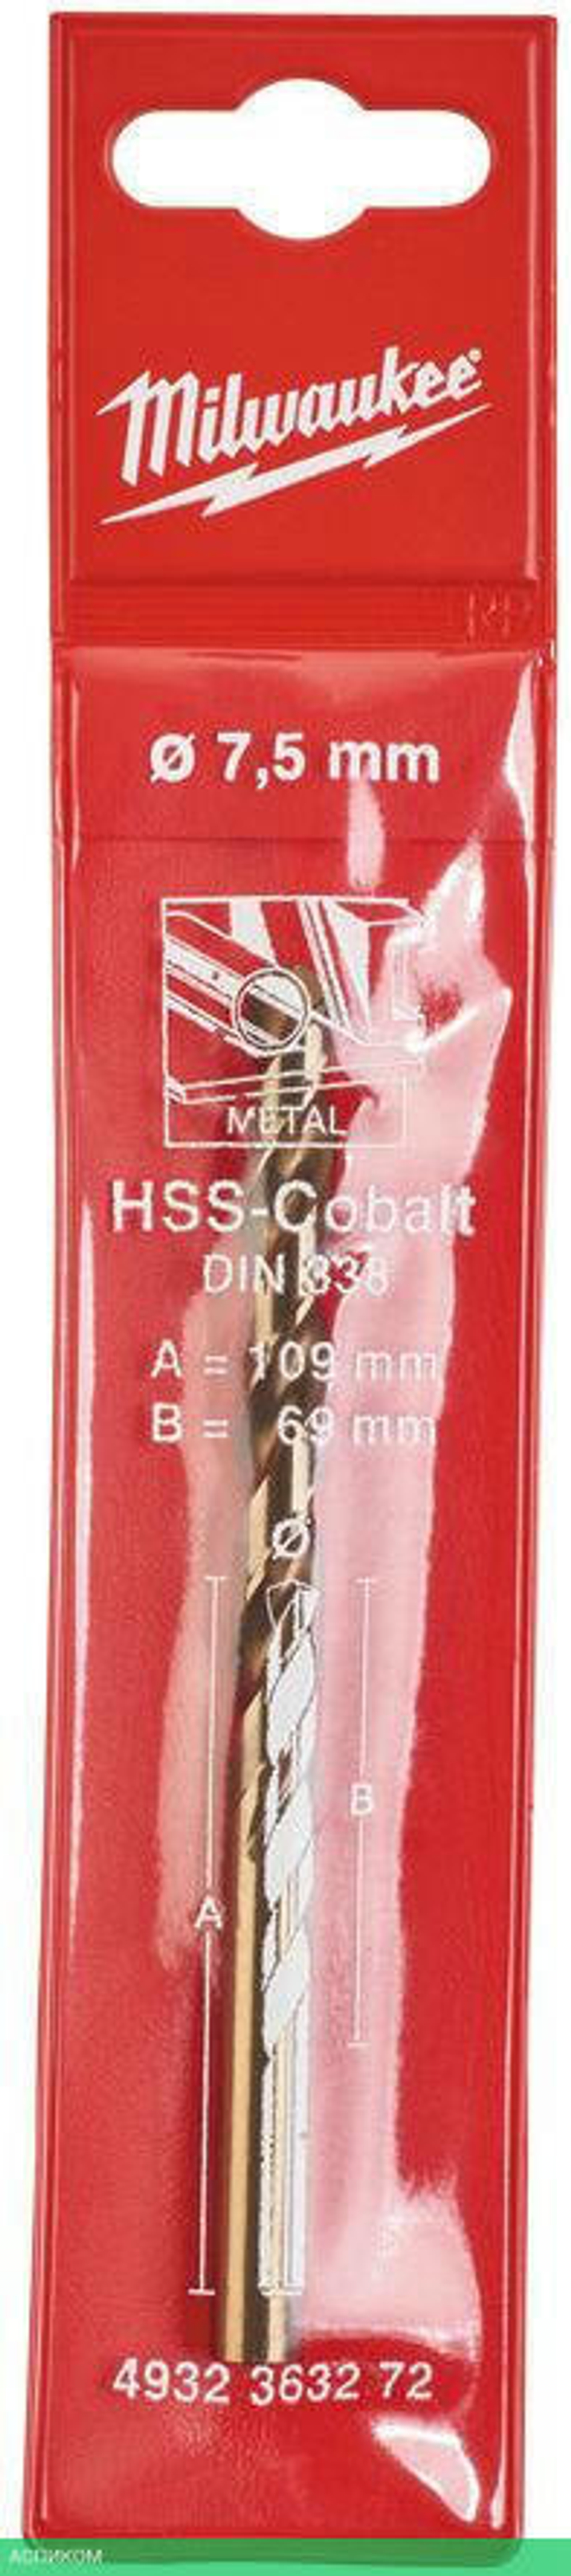 Milwaukee
Ø 7,5 mm
METAL
HSS-Cobalt
DIN 338
A = 109 mm
B = 69 mm
Ø
B
A
4932 3632 72